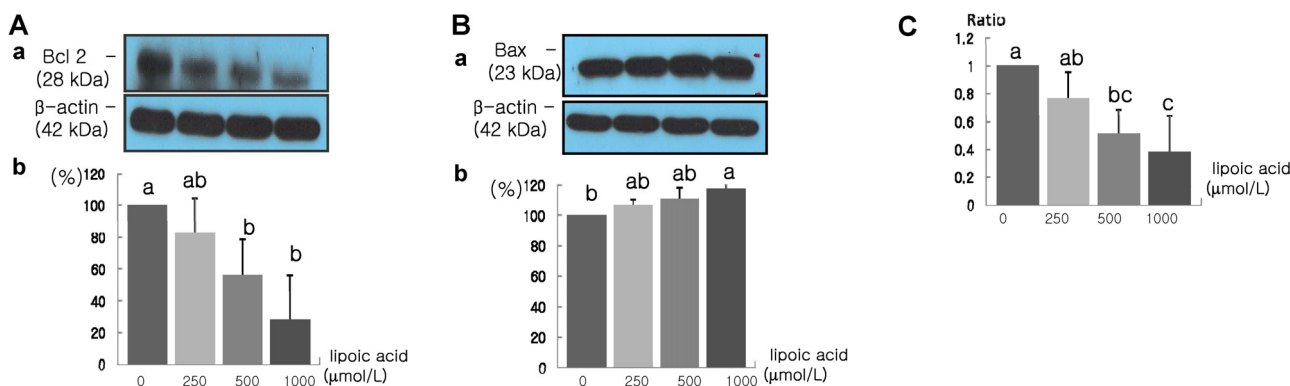 A
a
Bcl 2 –
(28 kDa)
β-actin –
(42 kDa)
b
(%)
120
100
80
60
40
20
0
a
ab
b
b
0
250
500
1000
lipoic acid
(μmol/L)
B
a
Bax –
(23 kDa)
β-actin –
(42 kDa)
b
(%)
120
100
80
60
40
20
0
b
ab
ab
a
0
250
500
1000
lipoic acid
(μmol/L)
C
Ratio
1.2
1
0.8
0.6
0.4
0.2
0
a
ab
bc
c
0
250
500
1000
lipoic acid
(μmol/L)